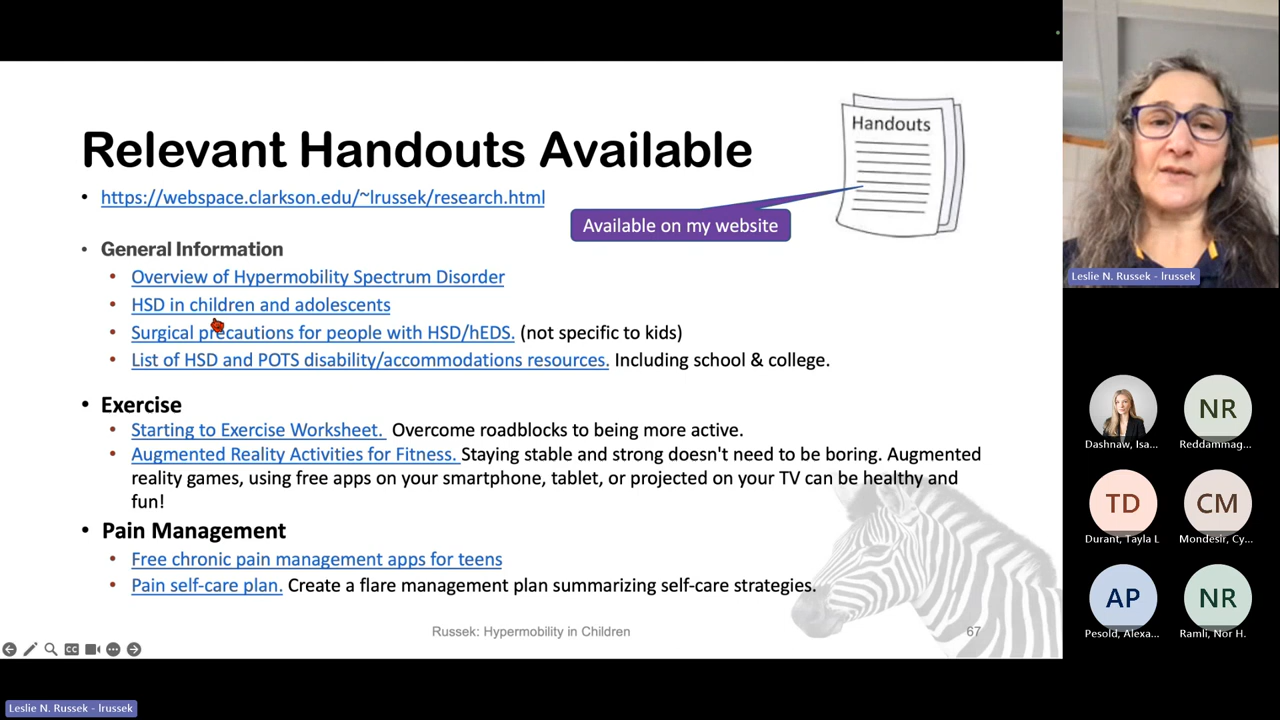 Relevant Handouts Available
Handouts
• https://webspace.clarkson.edu/~lrussek/research.html
Available on my website
• General Information
• Overview of Hypermobility Spectrum Disorder
• HSD in children and adolescents
• Surgical precautions for people with HSD/hEDS. (not specific to kids)
• List of HSD and POTS disability/accommodations resources. Including school & college.
• Exercise
• Starting to Exercise Worksheet. Overcome roadblocks to being more active.
• Augmented Reality Activities for Fitness. Staying stable and strong doesn't need to be boring. Augmented
reality games, using free apps on your smartphone, tablet, or projected on your TV can be healthy and
fun!
• Pain Management
• Free chronic pain management apps for teens
• Pain self-care plan. Create a flare management plan summarizing self-care strategies.
Russek: Hypermobility in Children
67
CC
Leslie N. Russek - lrussek
Leslie N. Russek - lrussek
NR
Dashnaw, Isa...
Reddammag...
TD
CM
Durant, Tayla L
Mondesir, Cy...
AP
NR
Pesold, Alexa...
Ramli, Nor H.